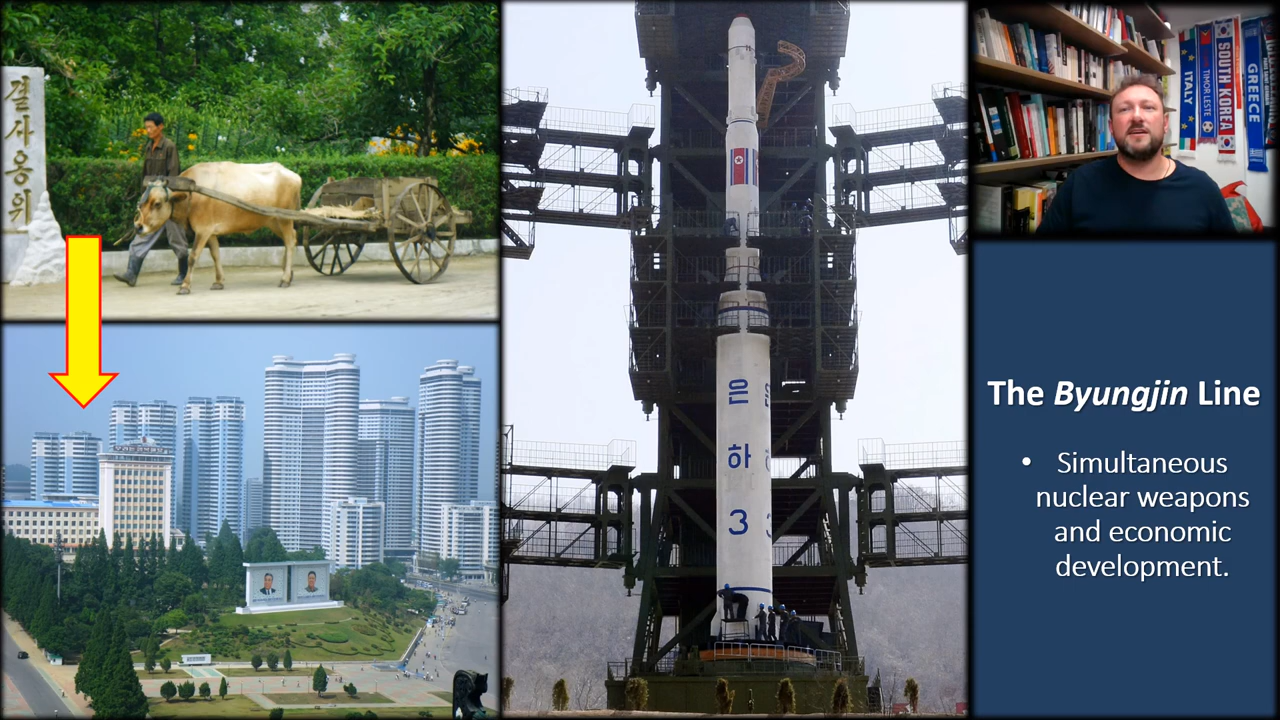 결사옹위
은하3
ITALY
TIMOR LESTE
SOUTH KOREA
GREECE
The Byungjin Line
• Simultaneous
nuclear weapons
and economic
development.